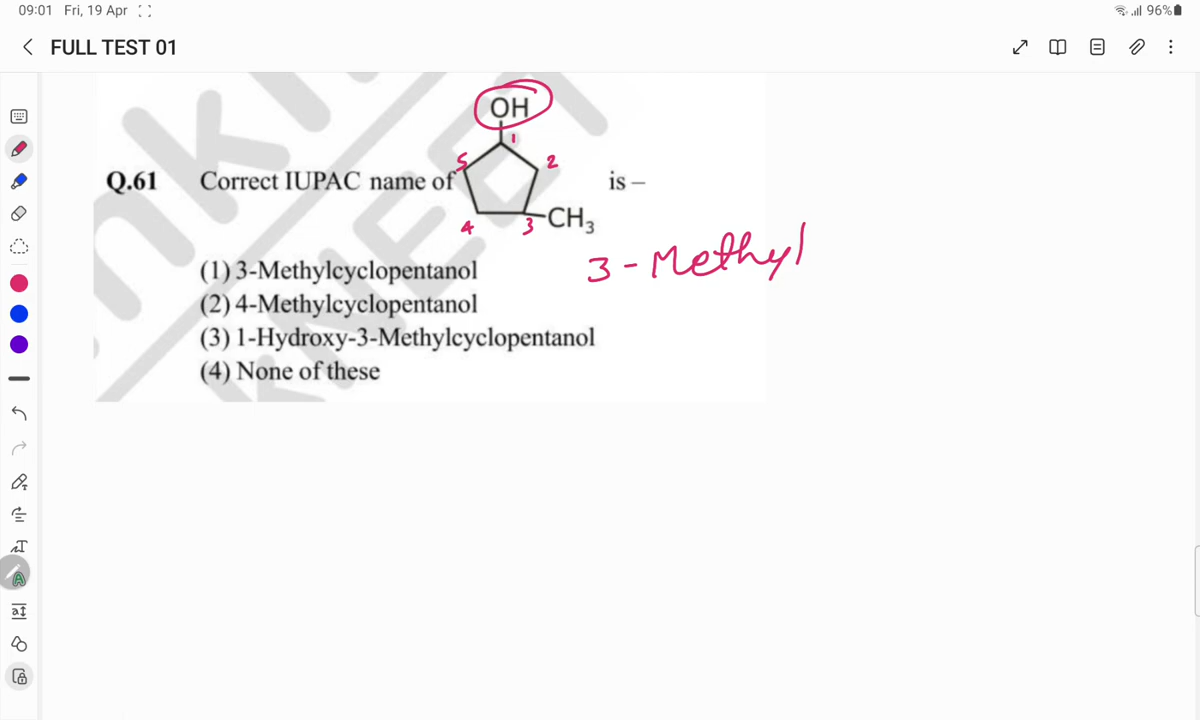 09:01 Fri, 19 Apr 96%
FULL TEST 01
OH
1
5 2
Q.61 Correct IUPAC name of is –
4 3 CH₃
3-Methyl
(1) 3-Methylcyclopentanol
(2) 4-Methylcyclopentanol
(3) 1-Hydroxy-3-Methylcyclopentanol
(4) None of these